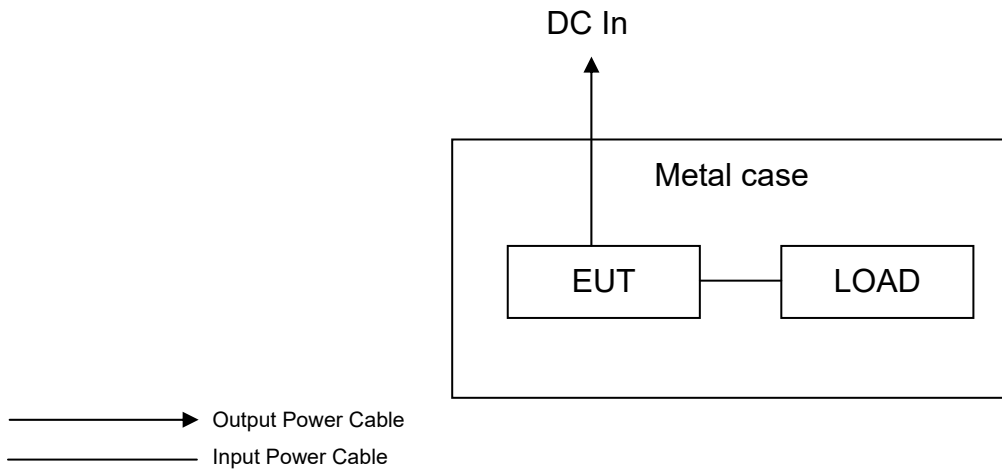 DC In
Metal case
EUT
LOAD
Output Power Cable
Input Power Cable